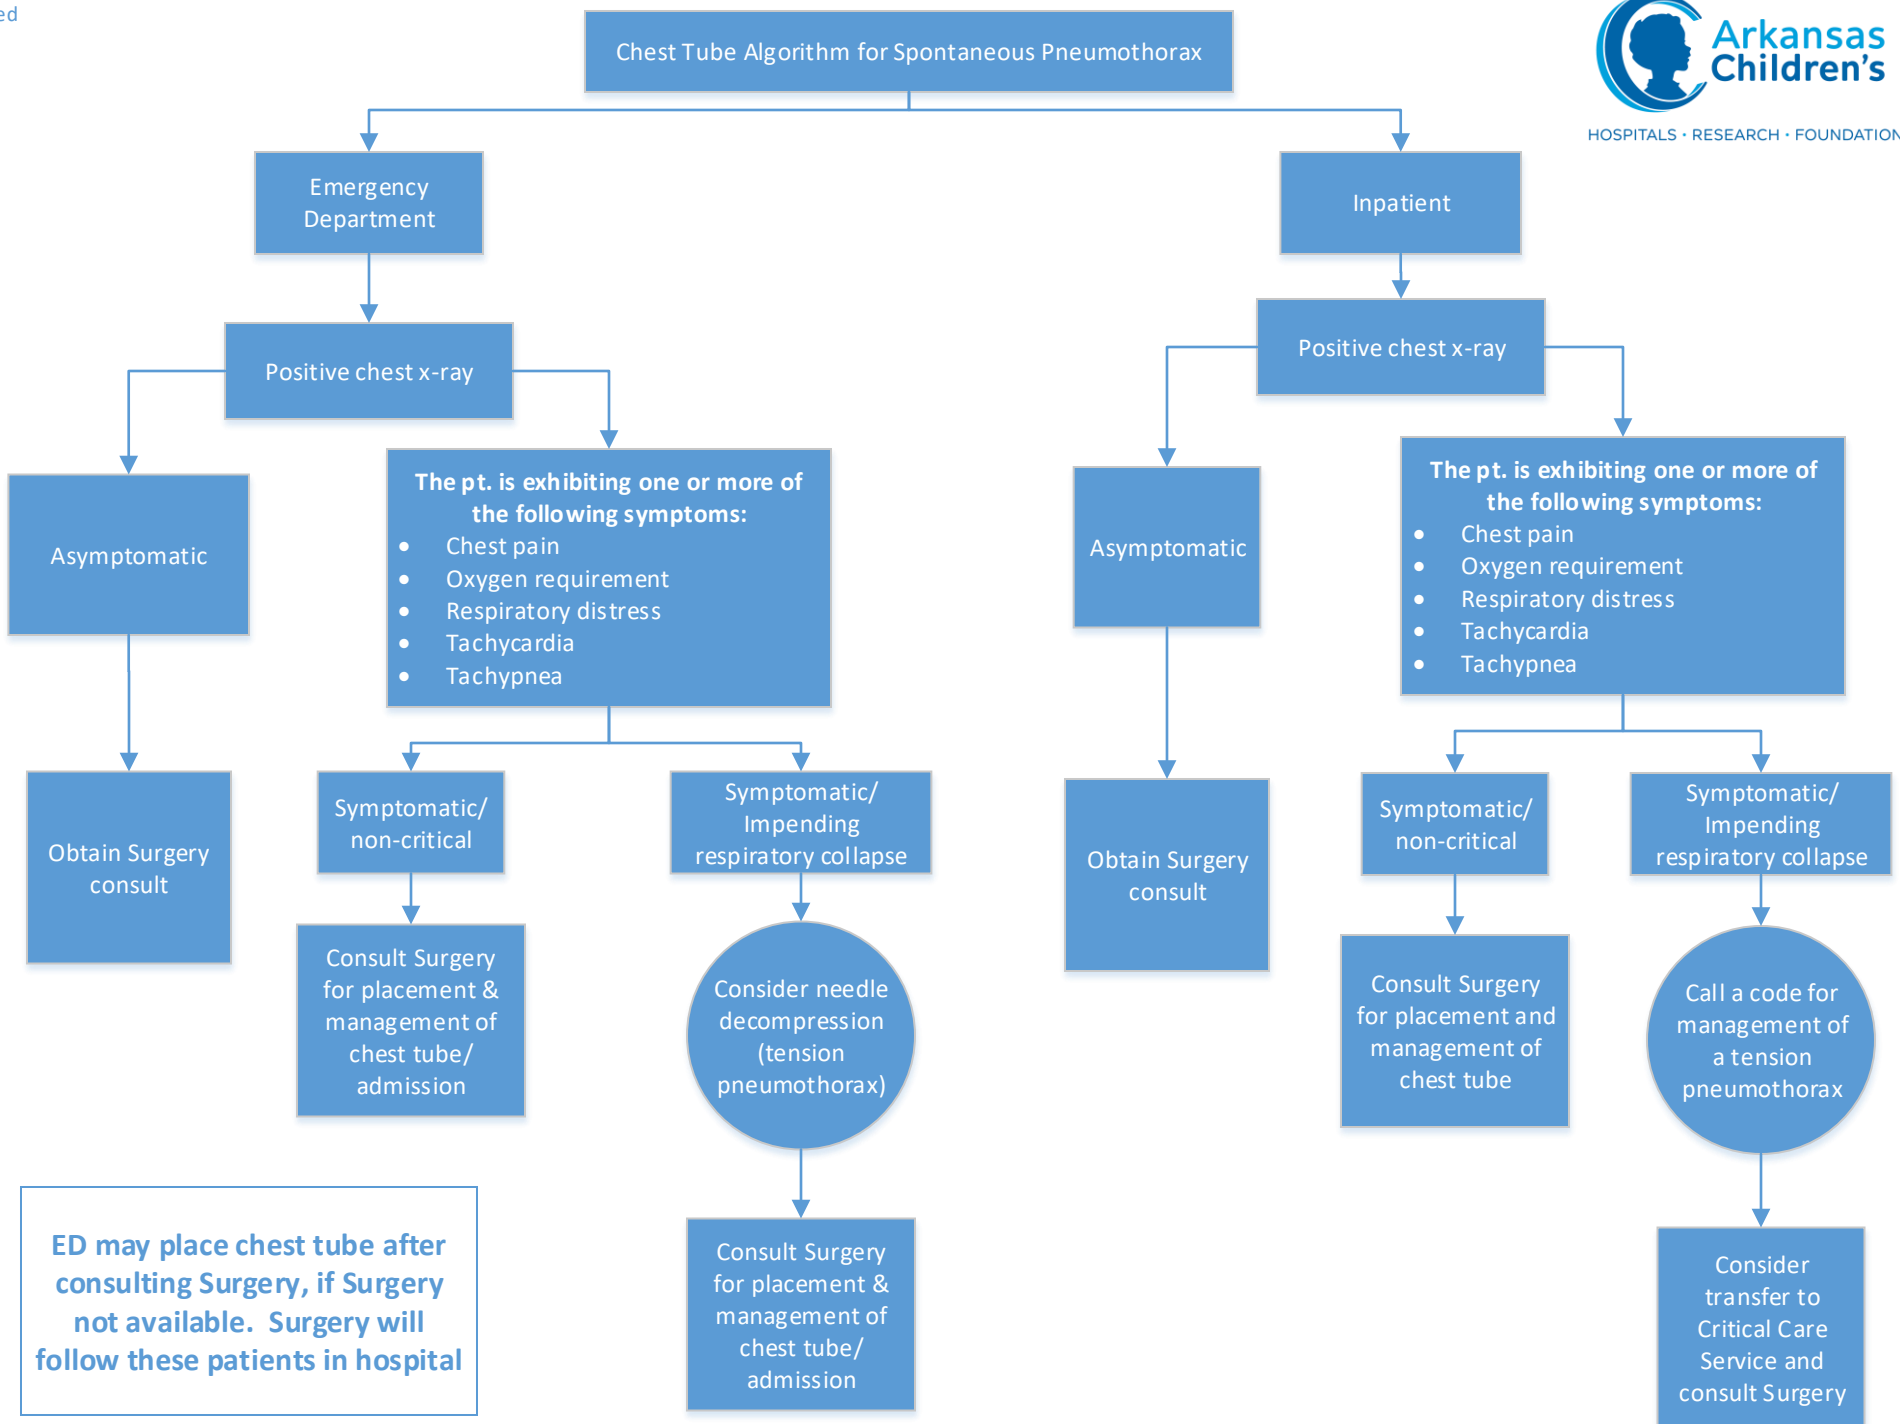 Chest Tube Algorithm for Spontaneous Pneumothorax
Arkansas
Children's
HOSPITALS · RESEARCH · FOUNDATION
Emergency
Department
Positive chest x-ray
Asymptomatic
Obtain Surgery
consult
The pt. is exhibiting one or more of
the following symptoms:
• Chest pain
• Oxygen requirement
• Respiratory distress
• Tachycardia
• Tachypnea
Symptomatic/
non-critical
Consult Surgery
for placement &
management of
chest tube/
admission
Symptomatic/
Impending
respiratory collapse
Consider needle
decompression
(tension
pneumothorax)
Consult Surgery
for placement &
management of
chest tube/
admission
ED may place chest tube after
consulting Surgery, if Surgery
not available.  Surgery will
follow these patients in hospital
Inpatient
Positive chest x-ray
Asymptomatic
Obtain Surgery
consult
The pt. is exhibiting one or more of
the following symptoms:
• Chest pain
• Oxygen requirement
• Respiratory distress
• Tachycardia
• Tachypnea
Symptomatic/
non-critical
Consult Surgery
for placement and
management of
chest tube
Symptomatic/
Impending
respiratory collapse
Call a code for
management of
a tension
pneumothorax
Consider
transfer to
Critical Care
Service and
consult Surgery